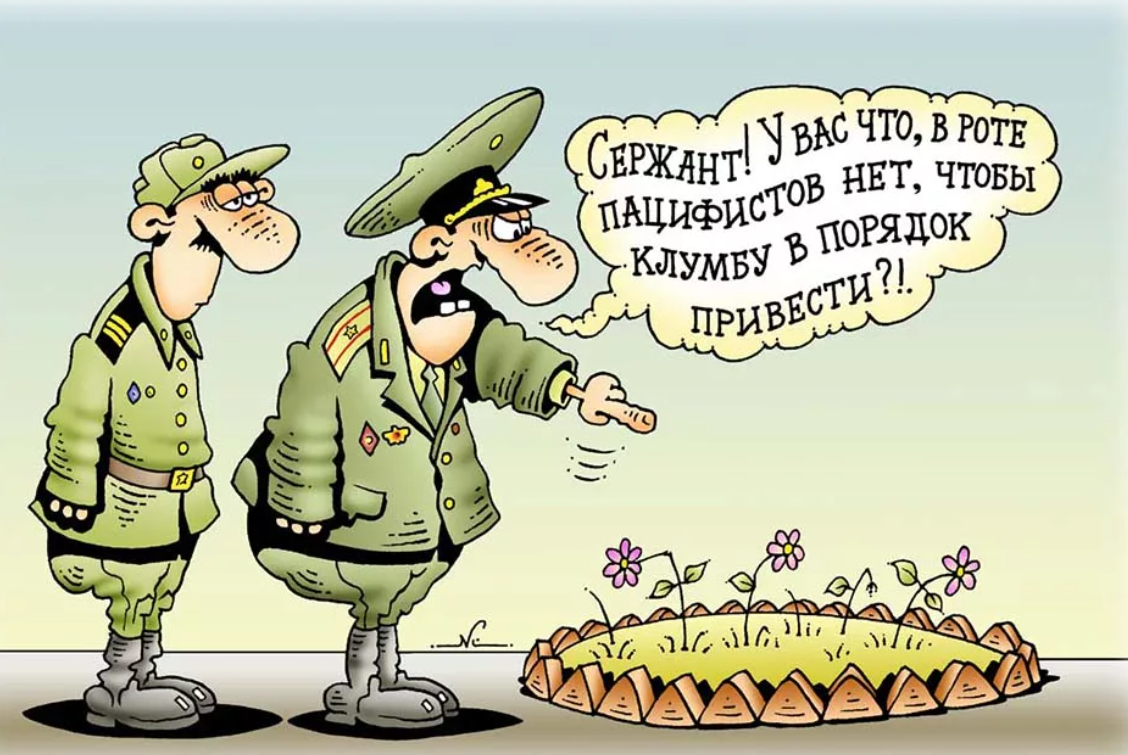 СЕРЖАНТ! У ВАС ЧТО, В РОТЕ
ПАЦИФИСТОВ НЕТ, ЧТОБЫ
КЛУМБУ В ПОРЯДОК
ПРИВЕСТИ?!.